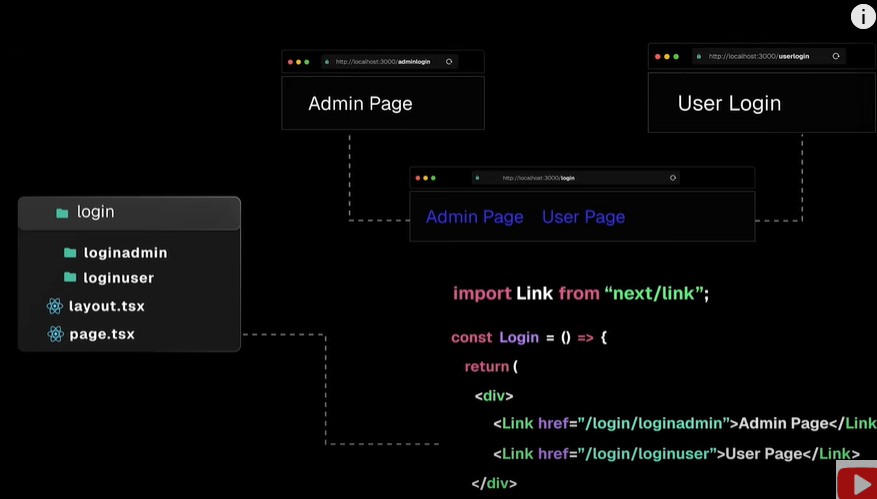 http://localhost:3000/adminlogin
Admin Page
http://localhost:3000/userlogin
User Login
http://localhost:3000/login
Admin Page User Page
login
loginadmin
loginuser
layout.tsx
page.tsx
import Link from “next/link”;
const Login = () => {
return (
<div>
<Link href=”/login/loginadmin”>Admin Page</Link
<Link href=”/login/loginuser”>User Page</Link>
</div>
i